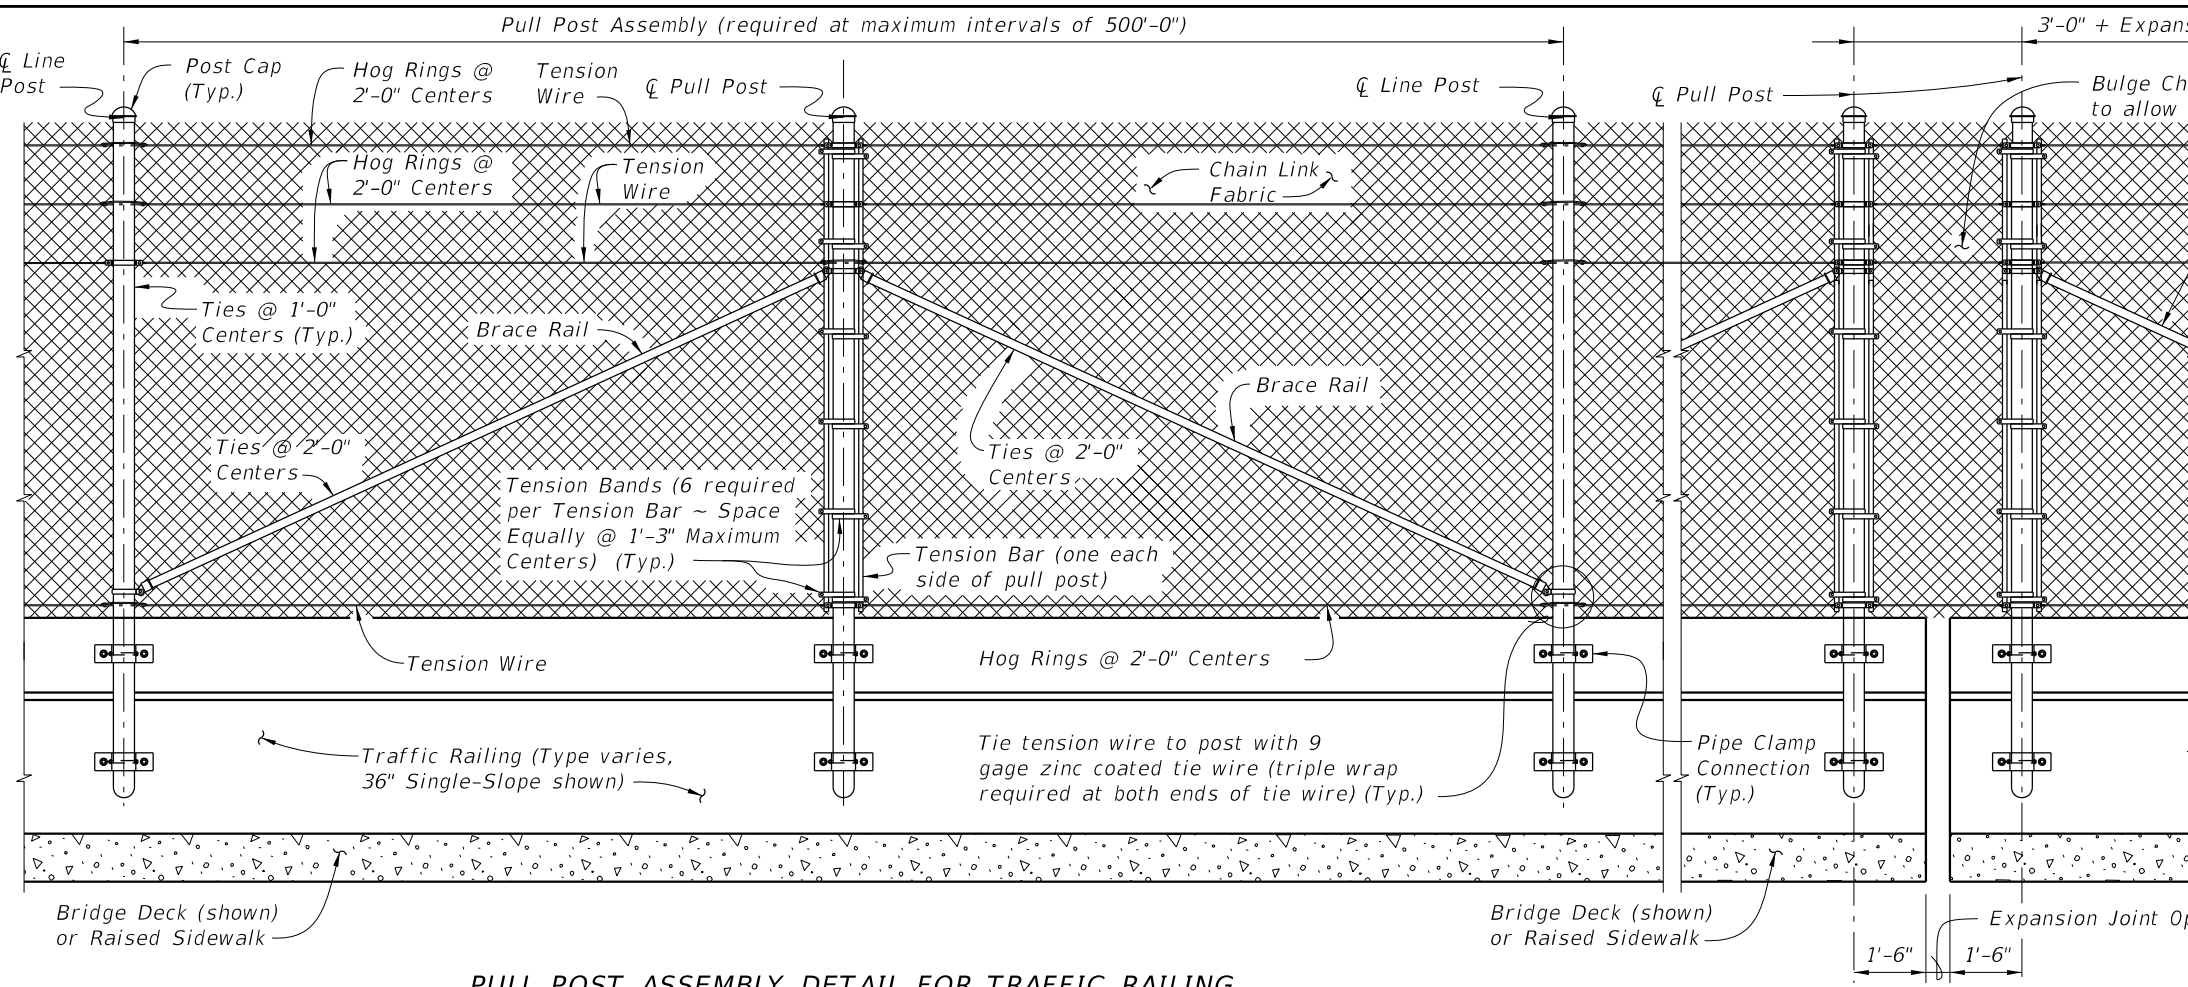 Pull Post Assembly (required at maximum intervals of 500'-0")
3'-0" + Expans
℄ Line
Post
Post Cap
(Typ.)
Hog Rings @
2'-0" Centers
Tension
Wire
℄ Pull Post
℄ Line Post
℄ Pull Post
Bulge Ch
to allow
Hog Rings @
2'-0" Centers
Tension
Wire
Chain Link
Fabric
Ties @ 1'-0"
Centers (Typ.)
Brace Rail
Brace Rail
Ties @ 2'-0"
Centers
Ties @ 2'-0"
Centers
Tension Bands (6 required
per Tension Bar ~ Space
Equally @ 1'-3" Maximum
Centers) (Typ.)
Tension Bar (one each
side of pull post)
Tension Wire
Hog Rings @ 2'-0" Centers
Traffic Railing (Type varies,
36" Single-Slope shown)
Tie tension wire to post with 9
gage zinc coated tie wire (triple wrap
required at both ends of tie wire) (Typ.)
Pipe Clamp
Connection
(Typ.)
Bridge Deck (shown)
or Raised Sidewalk
Bridge Deck (shown)
or Raised Sidewalk
Expansion Joint Op
1'-6"
1'-6"
PULL POST ASSEMBLY DETAIL FOR TRAFFIC RAILING